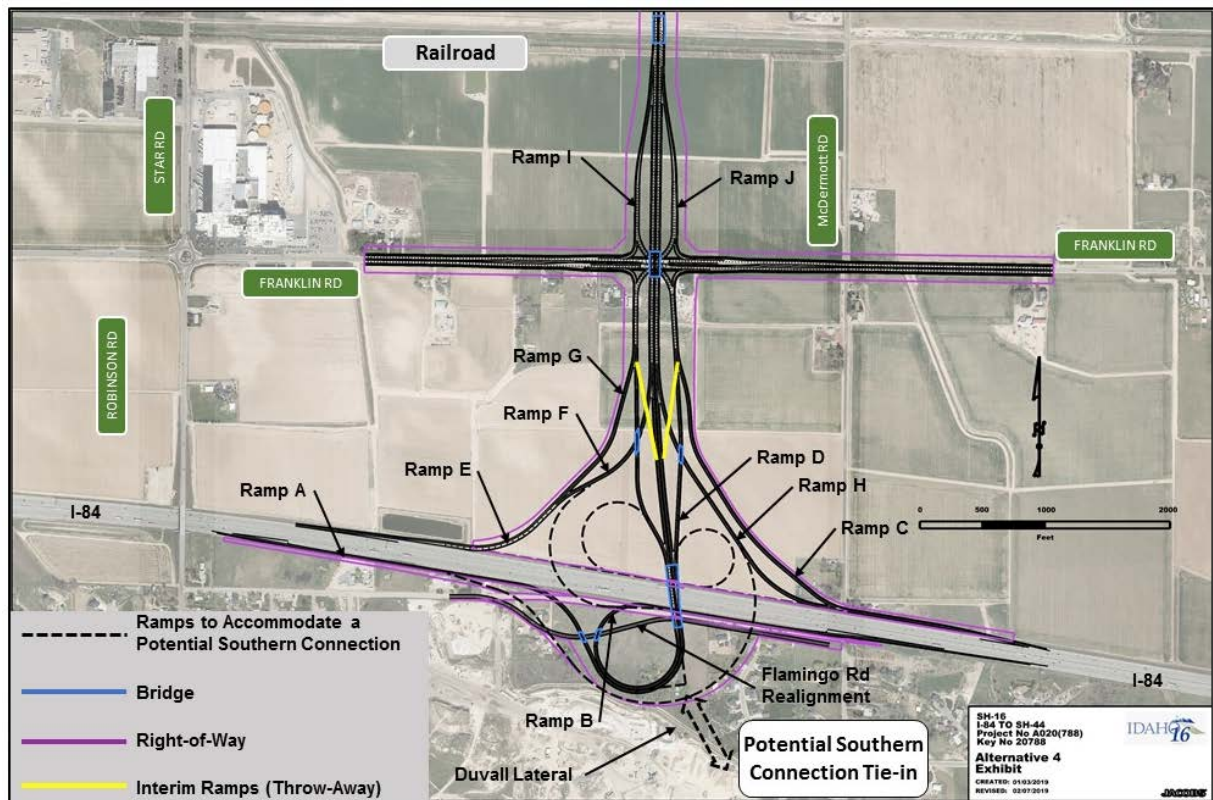 Railroad
STAR RD
McDermott RD
Ramp I
Ramp J
FRANKLIN RD
FRANKLIN RD
ROBINSON RD
Ramp G
Ramp F
Ramp E
Ramp D
Ramp H
Ramp A
Ramp C
I-84
N
0 500 1000 2000
Feet
Ramps to Accommodate a
Potential Southern Connection
Bridge
Right-of-Way
Interim Ramps (Throw-Away)
Flamingo Rd
Realignment
Ramp B
Duvall Lateral
I-84
Potential Southern
Connection Tie-in
SH-16
I-84 TO SH-44
Project No A020(788)
Key No 20788
Alternative 4
Exhibit
CREATED: 01/03/2019
REVISED: 02/07/2019
IDAHO
16
JACOBS